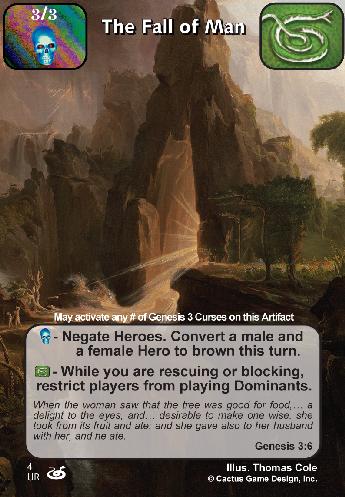 3/3
The Fall of Man
May activate any # of Genesis 3 Curses on this Artifact
- Negate Heroes. Convert a male and
a female Hero to brown this turn.
- While you are rescuing or blocking,
restrict players from playing Dominants.
When the woman saw that the tree was good for food,… a
delight to the eyes, and… desirable to make one wise, she
took from its fruit and ate; and she gave also to her husband
with her, and he ate.
Genesis 3:6
4
UR
Illus. Thomas Cole
© Cactus Game Design, Inc.